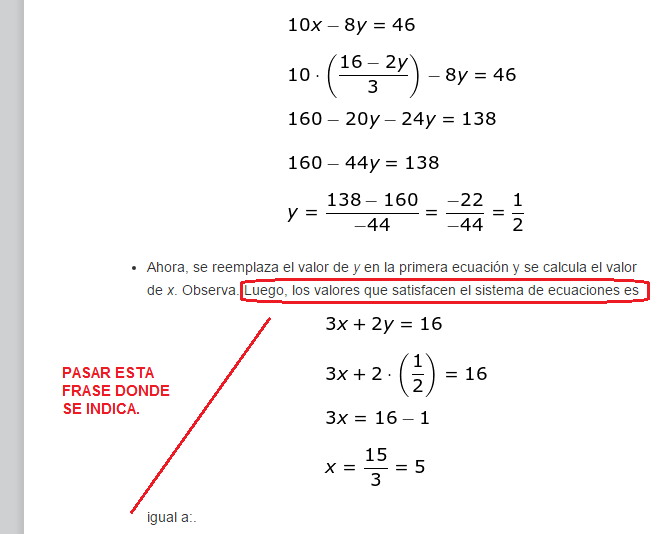 10x – 8y = 46
10 · ((16 – 2y)/3) – 8y = 46
160 – 20y – 24y = 138
160 – 44y = 138
y = (138 – 160)/–44 = –22/–44 = 1/2
• Ahora, se reemplaza el valor de y en la primera ecuación y se calcula el valor
de x. Observa. Luego, los valores que satisfacen el sistema de ecuaciones es
3x + 2y = 16
3x + 2 · (1/2) = 16
3x = 16 – 1
x = 15/3 = 5
PASAR ESTA
FRASE DONDE
SE INDICA.
igual a:.